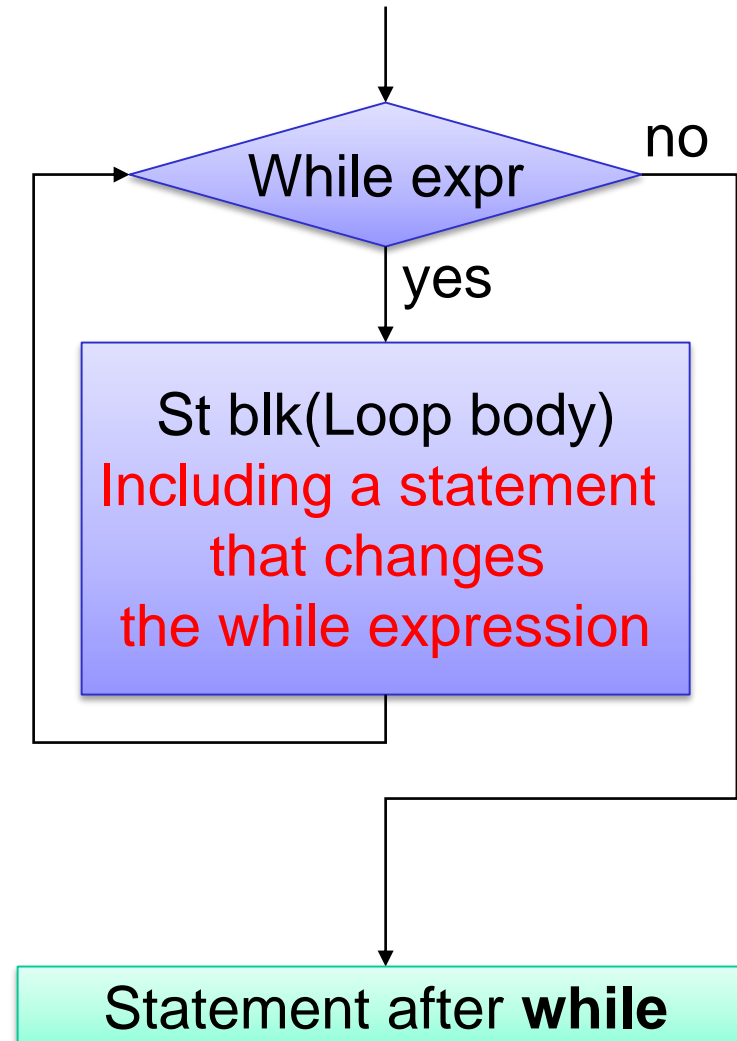 no
While expr
yes
St blk(Loop body)
Including a statement
that changes
the while expression
Statement after while